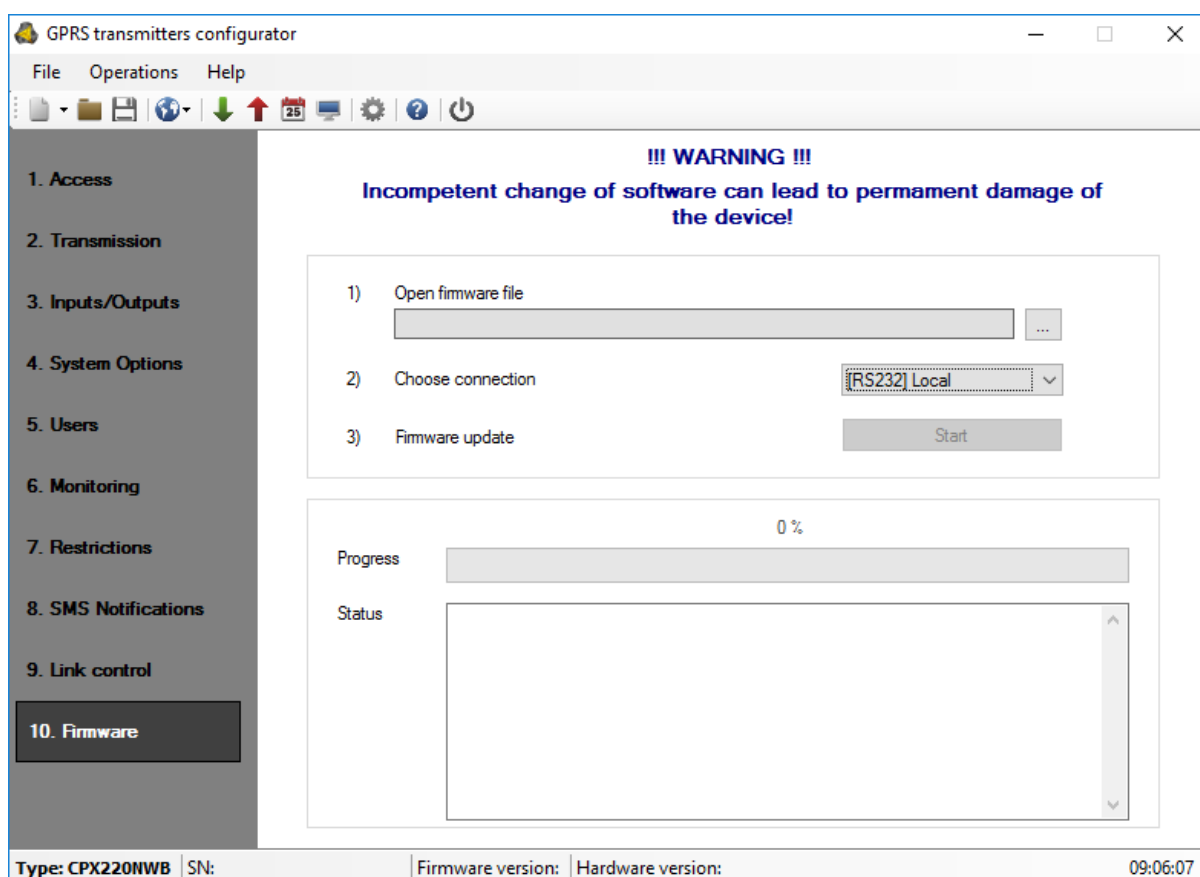 GPRS transmitters configurator
File Operations Help
25
!!! WARNING !!!
Incompetent change of software can lead to permament damage of
the device!
1. Access
2. Transmission
3. Inputs/Outputs
4. System Options
5. Users
6. Monitoring
7. Restrictions
8. SMS Notifications
9. Link control
10. Firmware
1) Open firmware file
...
2) Choose connection [RS232] Local
3) Firmware update Start
0 %
Progress
Status
Type: CPX220NWB SN: Firmware version: Hardware version: 09:06:07